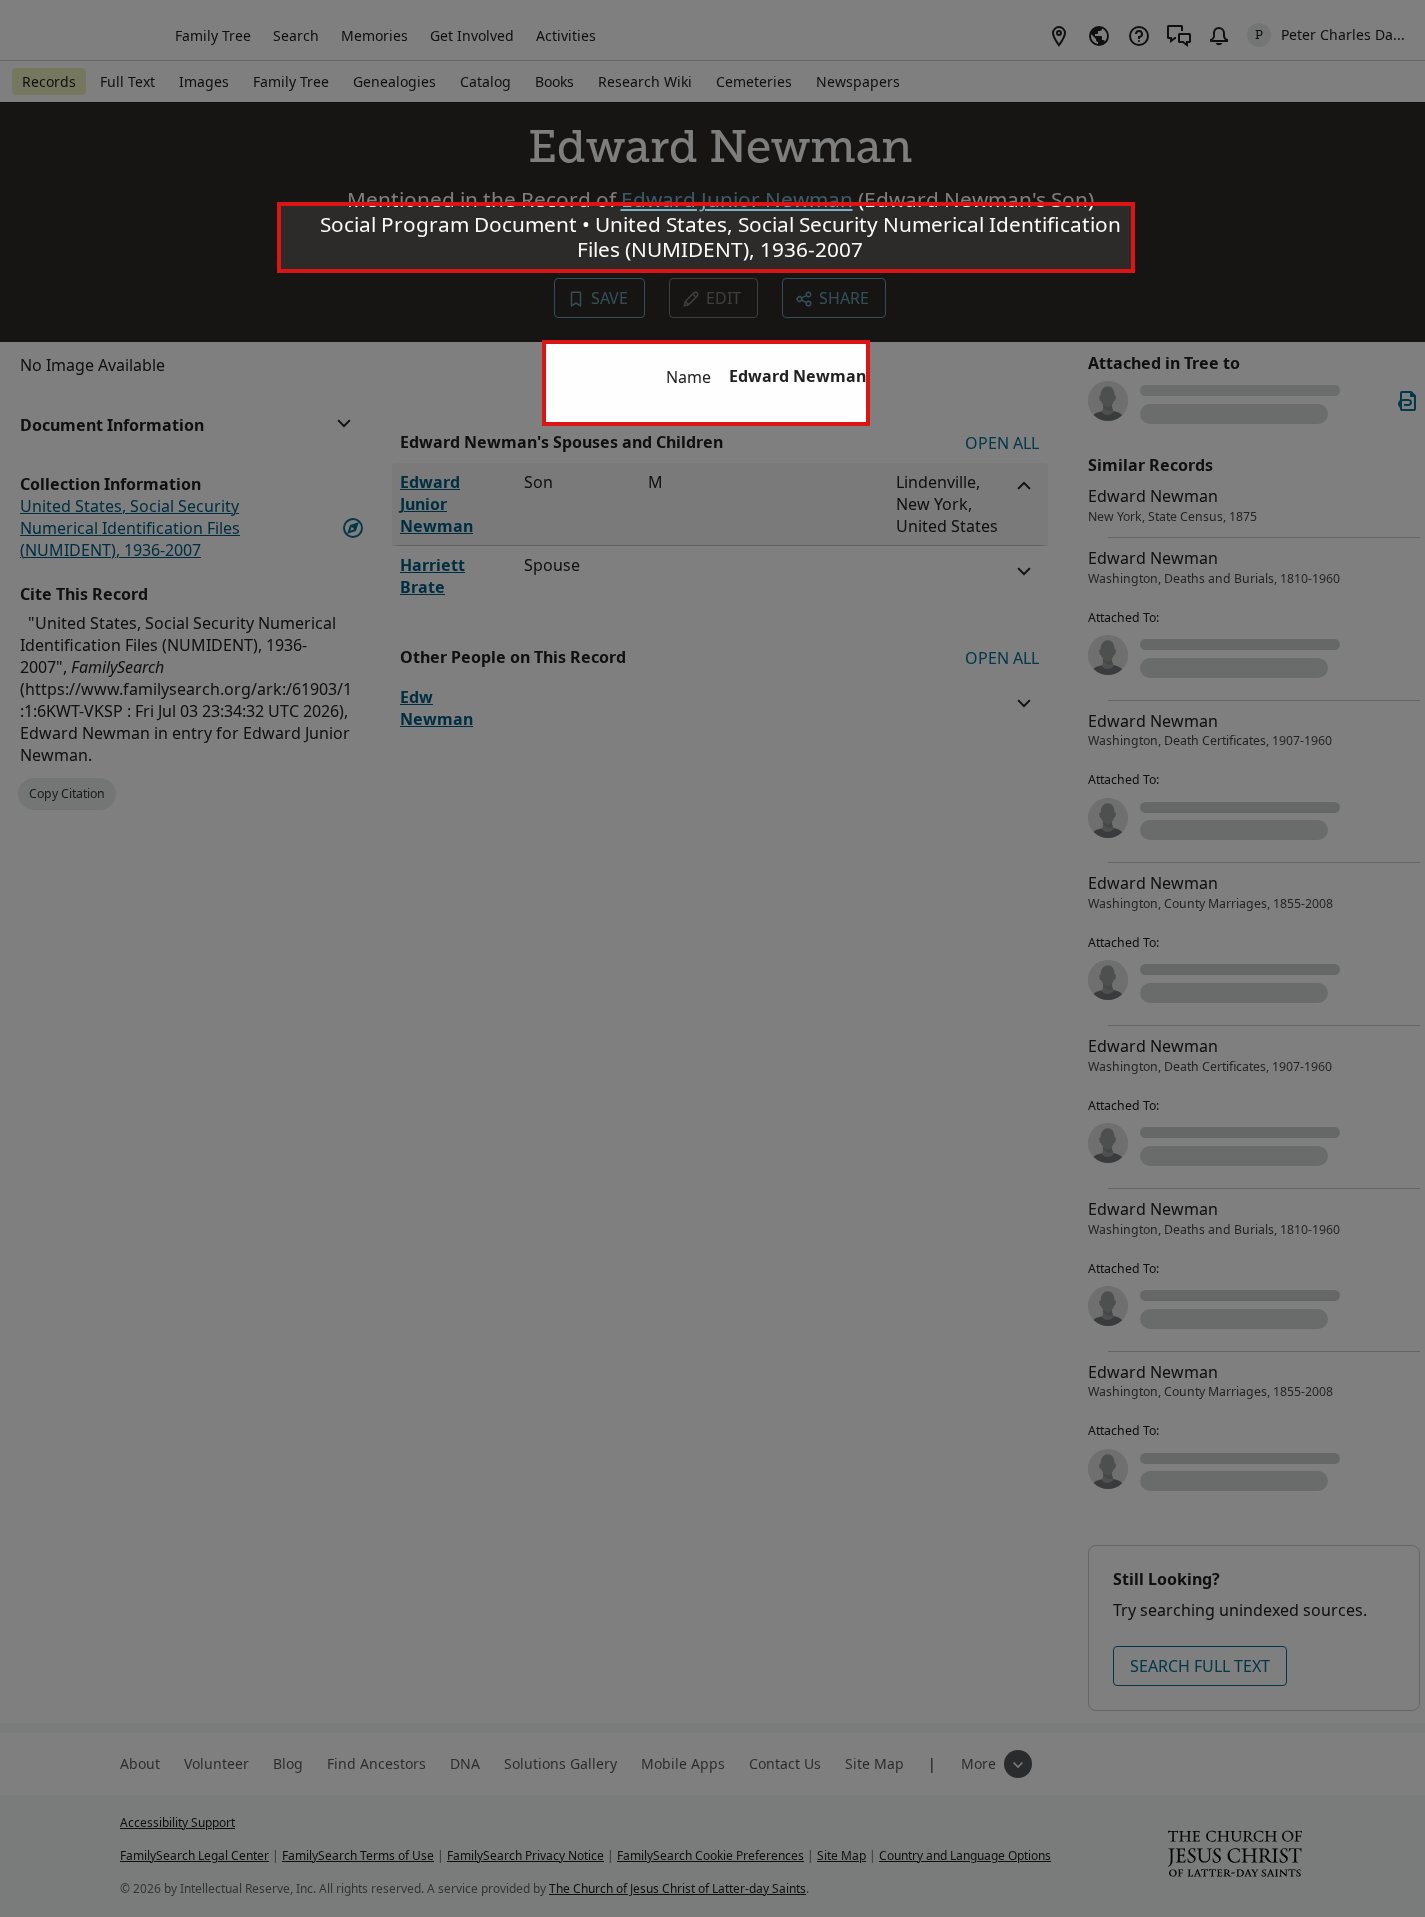 Family Tree Search Memories Get Involved Activities
P Peter Charles Da...
Records Full Text Images Family Tree Genealogies Catalog Books Research Wiki Cemeteries Newspapers
Edward Newman
Mentioned in the Record of Edward Junior Newman (Edward Newman's Son)
Social Program Document • United States, Social Security Numerical Identification
Files (NUMIDENT), 1936-2007
SAVE EDIT SHARE
No Image Available
Document Information
Collection Information
United States, Social Security
Numerical Identification Files
(NUMIDENT), 1936-2007
Cite This Record
"United States, Social Security Numerical
Identification Files (NUMIDENT), 1936-
2007", FamilySearch
(https://www.familysearch.org/ark:/61903/1
:1:6KWT-VKSP : Fri Jul 03 23:34:32 UTC 2026),
Edward Newman in entry for Edward Junior
Newman.
Copy Citation
Name Edward Newman
Edward Newman's Spouses and Children OPEN ALL
Edward
Junior
Newman
Son
M
Lindenville,
New York,
United States
Harriett
Brate
Spouse
Other People on This Record OPEN ALL
Edw
Newman
Attached in Tree to
Similar Records
Edward Newman
New York, State Census, 1875
Edward Newman
Washington, Deaths and Burials, 1810-1960
Attached To:
Edward Newman
Washington, Death Certificates, 1907-1960
Attached To:
Edward Newman
Washington, County Marriages, 1855-2008
Attached To:
Edward Newman
Washington, Death Certificates, 1907-1960
Attached To:
Edward Newman
Washington, Deaths and Burials, 1810-1960
Attached To:
Edward Newman
Washington, County Marriages, 1855-2008
Attached To:
Still Looking?
Try searching unindexed sources.
SEARCH FULL TEXT
About Volunteer Blog Find Ancestors DNA Solutions Gallery Mobile Apps Contact Us Site Map | More
Accessibility Support
FamilySearch Legal Center | FamilySearch Terms of Use | FamilySearch Privacy Notice | FamilySearch Cookie Preferences | Site Map | Country and Language Options
© 2026 by Intellectual Reserve, Inc. All rights reserved. A service provided by The Church of Jesus Christ of Latter-day Saints.
THE CHURCH OF
JESUS CHRIST
OF LATTER-DAY SAINTS